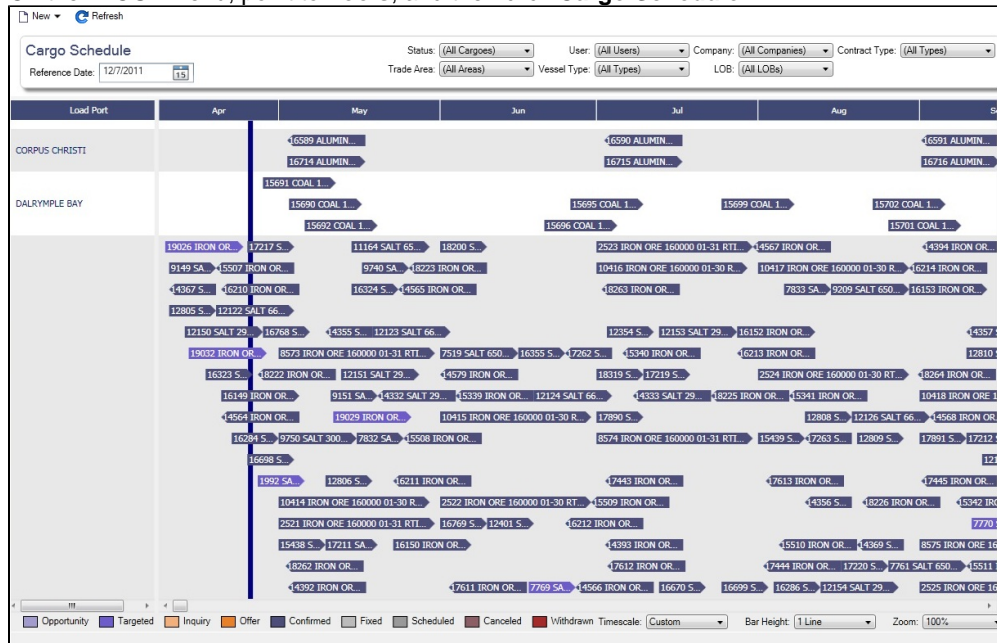 New Refresh
Cargo Schedule
Reference Date: 12/7/2011 15
Status: (All Cargoes) User: (All Users) Company: (All Companies) Contract Type: (All Types)
Trade Area: (All Areas) Vessel Type: (All Types) LOB: (All LOBs)
Load Port Apr May Jun Jul Aug
16589 ALUMIN... 16590 ALUMIN... 16591 ALUMIN...
CORPUS CHRISTI
16714 ALUMIN... 16715 ALUMIN... 16716 ALUMIN...
15691 COAL 1...
DALRYMPLE BAY 15690 COAL 1... 15695 COAL 1... 15699 COAL 1... 15702 COAL 1...
15692 COAL 1... 15696 COAL 1... 15701 COAL 1...
19026 IRON OR... 17217 S... 11164 SALT 65... 18200 S... 2523 IRON ORE 160000 01-31 RTI... 14567 IRON OR... 14394 IRON OR...
9149 SA... 15507 IRON OR... 9740 SA... 18223 IRON OR... 10416 IRON ORE 160000 01-30 R... 10417 IRON ORE 160000 01-30 R... 16214 IRON OR...
14367 S... 16210 IRON OR... 16324 S... 14565 IRON OR... 18263 IRON OR... 7833 SA... 9209 SALT 650... 16153 IRON OR...
12805 S... 12122 SALT 66...
12150 SALT 29... 16768 S... 14355 S... 12123 SALT 66... 12354 S... 12153 SALT 29... 16152 IRON OR... 14357
19032 IRON OR... 8573 IRON ORE 160000 01-31 RTI... 7519 SALT 650... 16355 S... 17262 S... 15340 IRON OR... 16213 IRON OR... 12810
16323 S... 18222 IRON OR... 12151 SALT 29... 14579 IRON OR... 18319 S... 17219 S... 2524 IRON ORE 160000 01-30 RT... 18264 IRON OR...
16149 IRON OR... 9151 SA... 14332 SALT 29... 15339 IRON OR... 12124 SALT 66... 14333 SALT 29... 18225 IRON OR... 15341 IRON OR... 10418 IRON ORE 1
14564 IRON OR... 19029 IRON OR... 10415 IRON ORE 160000 01-30 R... 17890 S... 12808 S... 12126 SALT 66... 14568 IRON OR
16284 S... 9750 SALT 300... 7832 SA... 15508 IRON OR... 8574 IRON ORE 160000 01-31 RTI... 15439 S... 17263 S... 12809 S... 17891 S... 17212
16698 S... 121
1992 SA... 12806 S... 16211 IRON OR... 17443 IRON OR... 17613 IRON OR... 17445 IRON OR...
10414 IRON ORE 160000 01-30 R... 2522 IRON ORE 160000 01-30 RT... 15509 IRON OR... 14356 S... 18226 IRON OR... 15342 IRO
2521 IRON ORE 160000 01-31 RTI... 16769 S... 12401 S... 16212 IRON OR... 7770
15438 S... 17211 SA... 16150 IRON OR... 14393 IRON OR... 15510 IRON OR... 14369 S... 8575 IRON ORE 16
18262 IRON OR... 17612 IRON OR... 17444 IRON OR... 17220 S... 7761 SALT 650... 15511
14392 IRON OR... 17611 IRON OR... 7769 SA... 14566 IRON OR... 16670 S... 16699 S... 16286 S... 12154 SALT 29... 2525 IRON ORE 16
Opportunity Targeted Inquiry Offer Confirmed Fixed Scheduled Canceled Withdrawn Timescale: Custom Bar Height: 1 Line Zoom: 100%